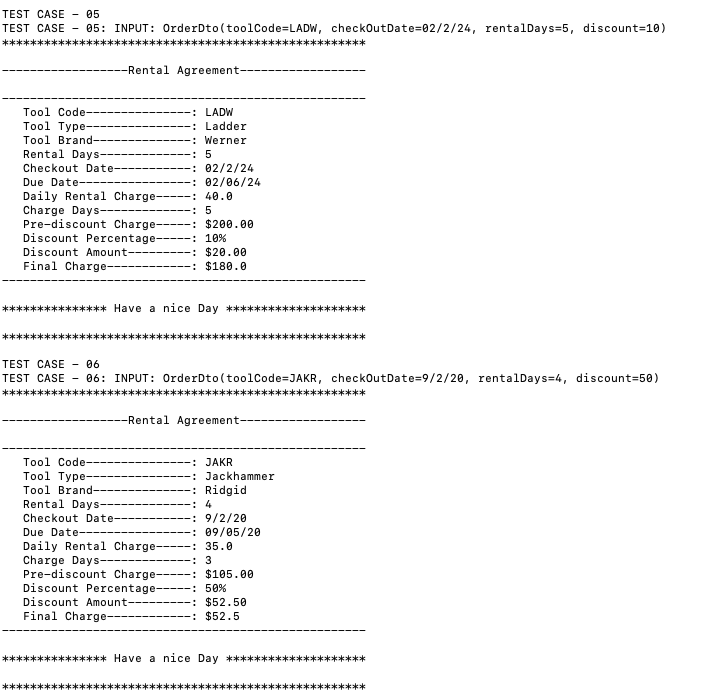 TEST CASE – 05
TEST CASE – 05: INPUT: OrderDto(toolCode=LADW, checkOutDate=02/2/24, rentalDays=5, discount=10)
****************************************************
——————————————————Rental Agreement——————————————————
————————————————————————————————————————————————————
Tool Code———————————————: LADW
Tool Type———————————————: Ladder
Tool Brand——————————————: Werner
Rental Days—————————————: 5
Checkout Date———————————: 02/2/24
Due Date————————————————: 02/06/24
Daily Rental Charge—————: 40.0
Charge Days—————————————: 5
Pre–discount Charge—————: $200.00
Discount Percentage—————: 10%
Discount Amount—————————: $20.00
Final Charge————————————: $180.0
————————————————————————————————————————————————————
*************** Have a nice Day ********************
****************************************************
TEST CASE – 06
TEST CASE – 06: INPUT: OrderDto(toolCode=JAKR, checkOutDate=9/2/20, rentalDays=4, discount=50)
****************************************************
——————————————————Rental Agreement——————————————————
————————————————————————————————————————————————————
Tool Code———————————————: JAKR
Tool Type———————————————: Jackhammer
Tool Brand——————————————: Ridgid
Rental Days—————————————: 4
Checkout Date———————————: 9/2/20
Due Date————————————————: 09/05/20
Daily Rental Charge—————: 35.0
Charge Days—————————————: 3
Pre–discount Charge—————: $105.00
Discount Percentage—————: 50%
Discount Amount—————————: $52.50
Final Charge————————————: $52.5
————————————————————————————————————————————————————
*************** Have a nice Day ********************
****************************************************